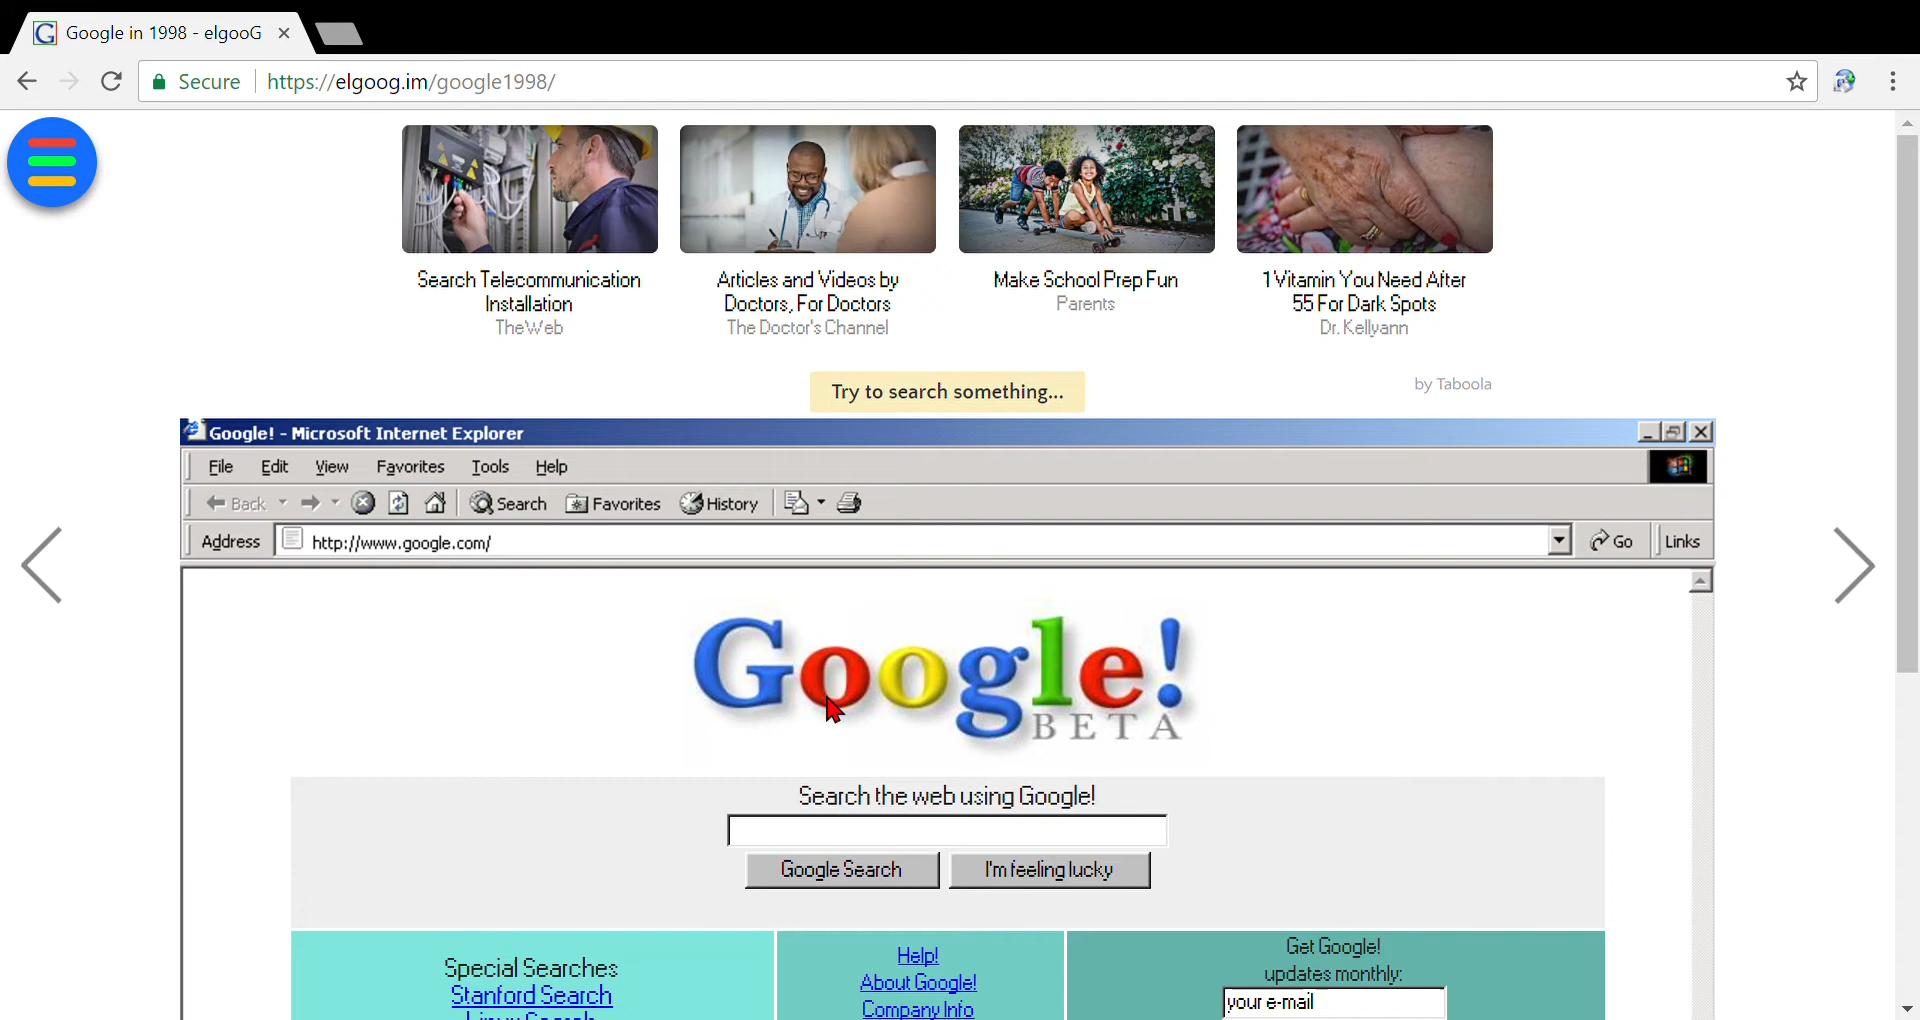 Google in 1998 - elgooG
Secure
https://elgoog.im/google1998/
Search Telecommunication
Installation
TheWeb
Articles and Videos by
Doctors, For Doctors
The Doctor's Channel
Make School Prep Fun
Parents
1 Vitamin You Need After
55 For Dark Spots
Dr. Kellyann
by Taboola
Try to search something...
Google! - Microsoft Internet Explorer
File Edit View Favorites Tools Help
Back Search Favorites History
Address http://www.google.com/ Go Links
Google!
BETA
Search the web using Google!
Google Search I'm feeling lucky
Special Searches
Stanford Search
Help!
About Google!
Company Info
Get Google!
updates monthly:
your e-mail